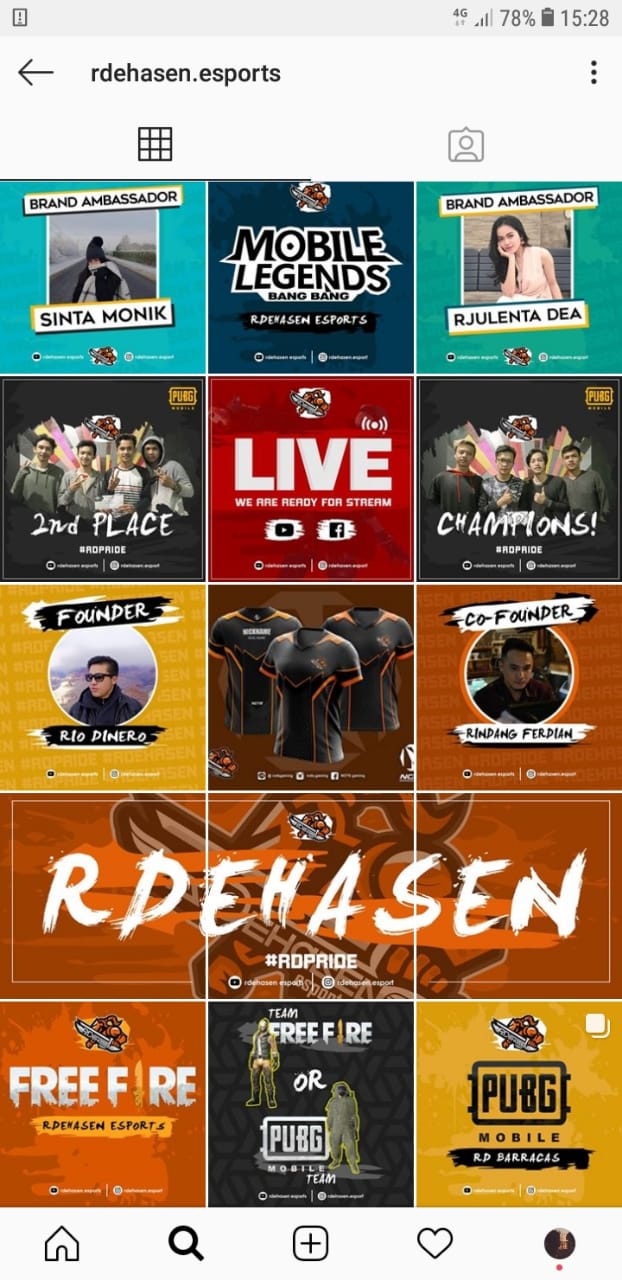 4G 78% 15:28
rdehasen.esports
BRAND AMBASSADOR
SINTA MONIK
rdehasen esports rdehasen.esport
MOBILE
LEGENDS
BANG BANG
RDEHASEN ESPORTS
rdehasen esports rdehasen.esport
BRAND AMBASSADOR
RJULENTA DEA
rdehasen esports rdehasen.esport
PUBG
MOBILE
2nd PLACE
#RDPRIDE
rdehasen esports rdehasen.esport
LIVE
WE ARE READY FOR STREAM
rdehasen esports rdehasen.esport
PUBG
MOBILE
CHAMPIONS!
#RDPRIDE
rdehasen esports rdehasen.esport
FOUNDER
RIO DINERO
rdehasen esports rdehasen.esport
NICKNAME
CO-FOUNDER
RINDANG FERDIAN
rdehasen esports rdehasen.esport
RDEHASEN
#RDPRIDE
rdehasen esports rdehasen.esport
FREE FIRE
RDEHASEN ESPORTS
rdehasen esports rdehasen.esport
TEAM
FREE FIRE
OR
PUBG
MOBILE
TEAM
rdehasen esports rdehasen.esport
PUBG
MOBILE
RD BARRACAS
rdehasen esports rdehasen.esport